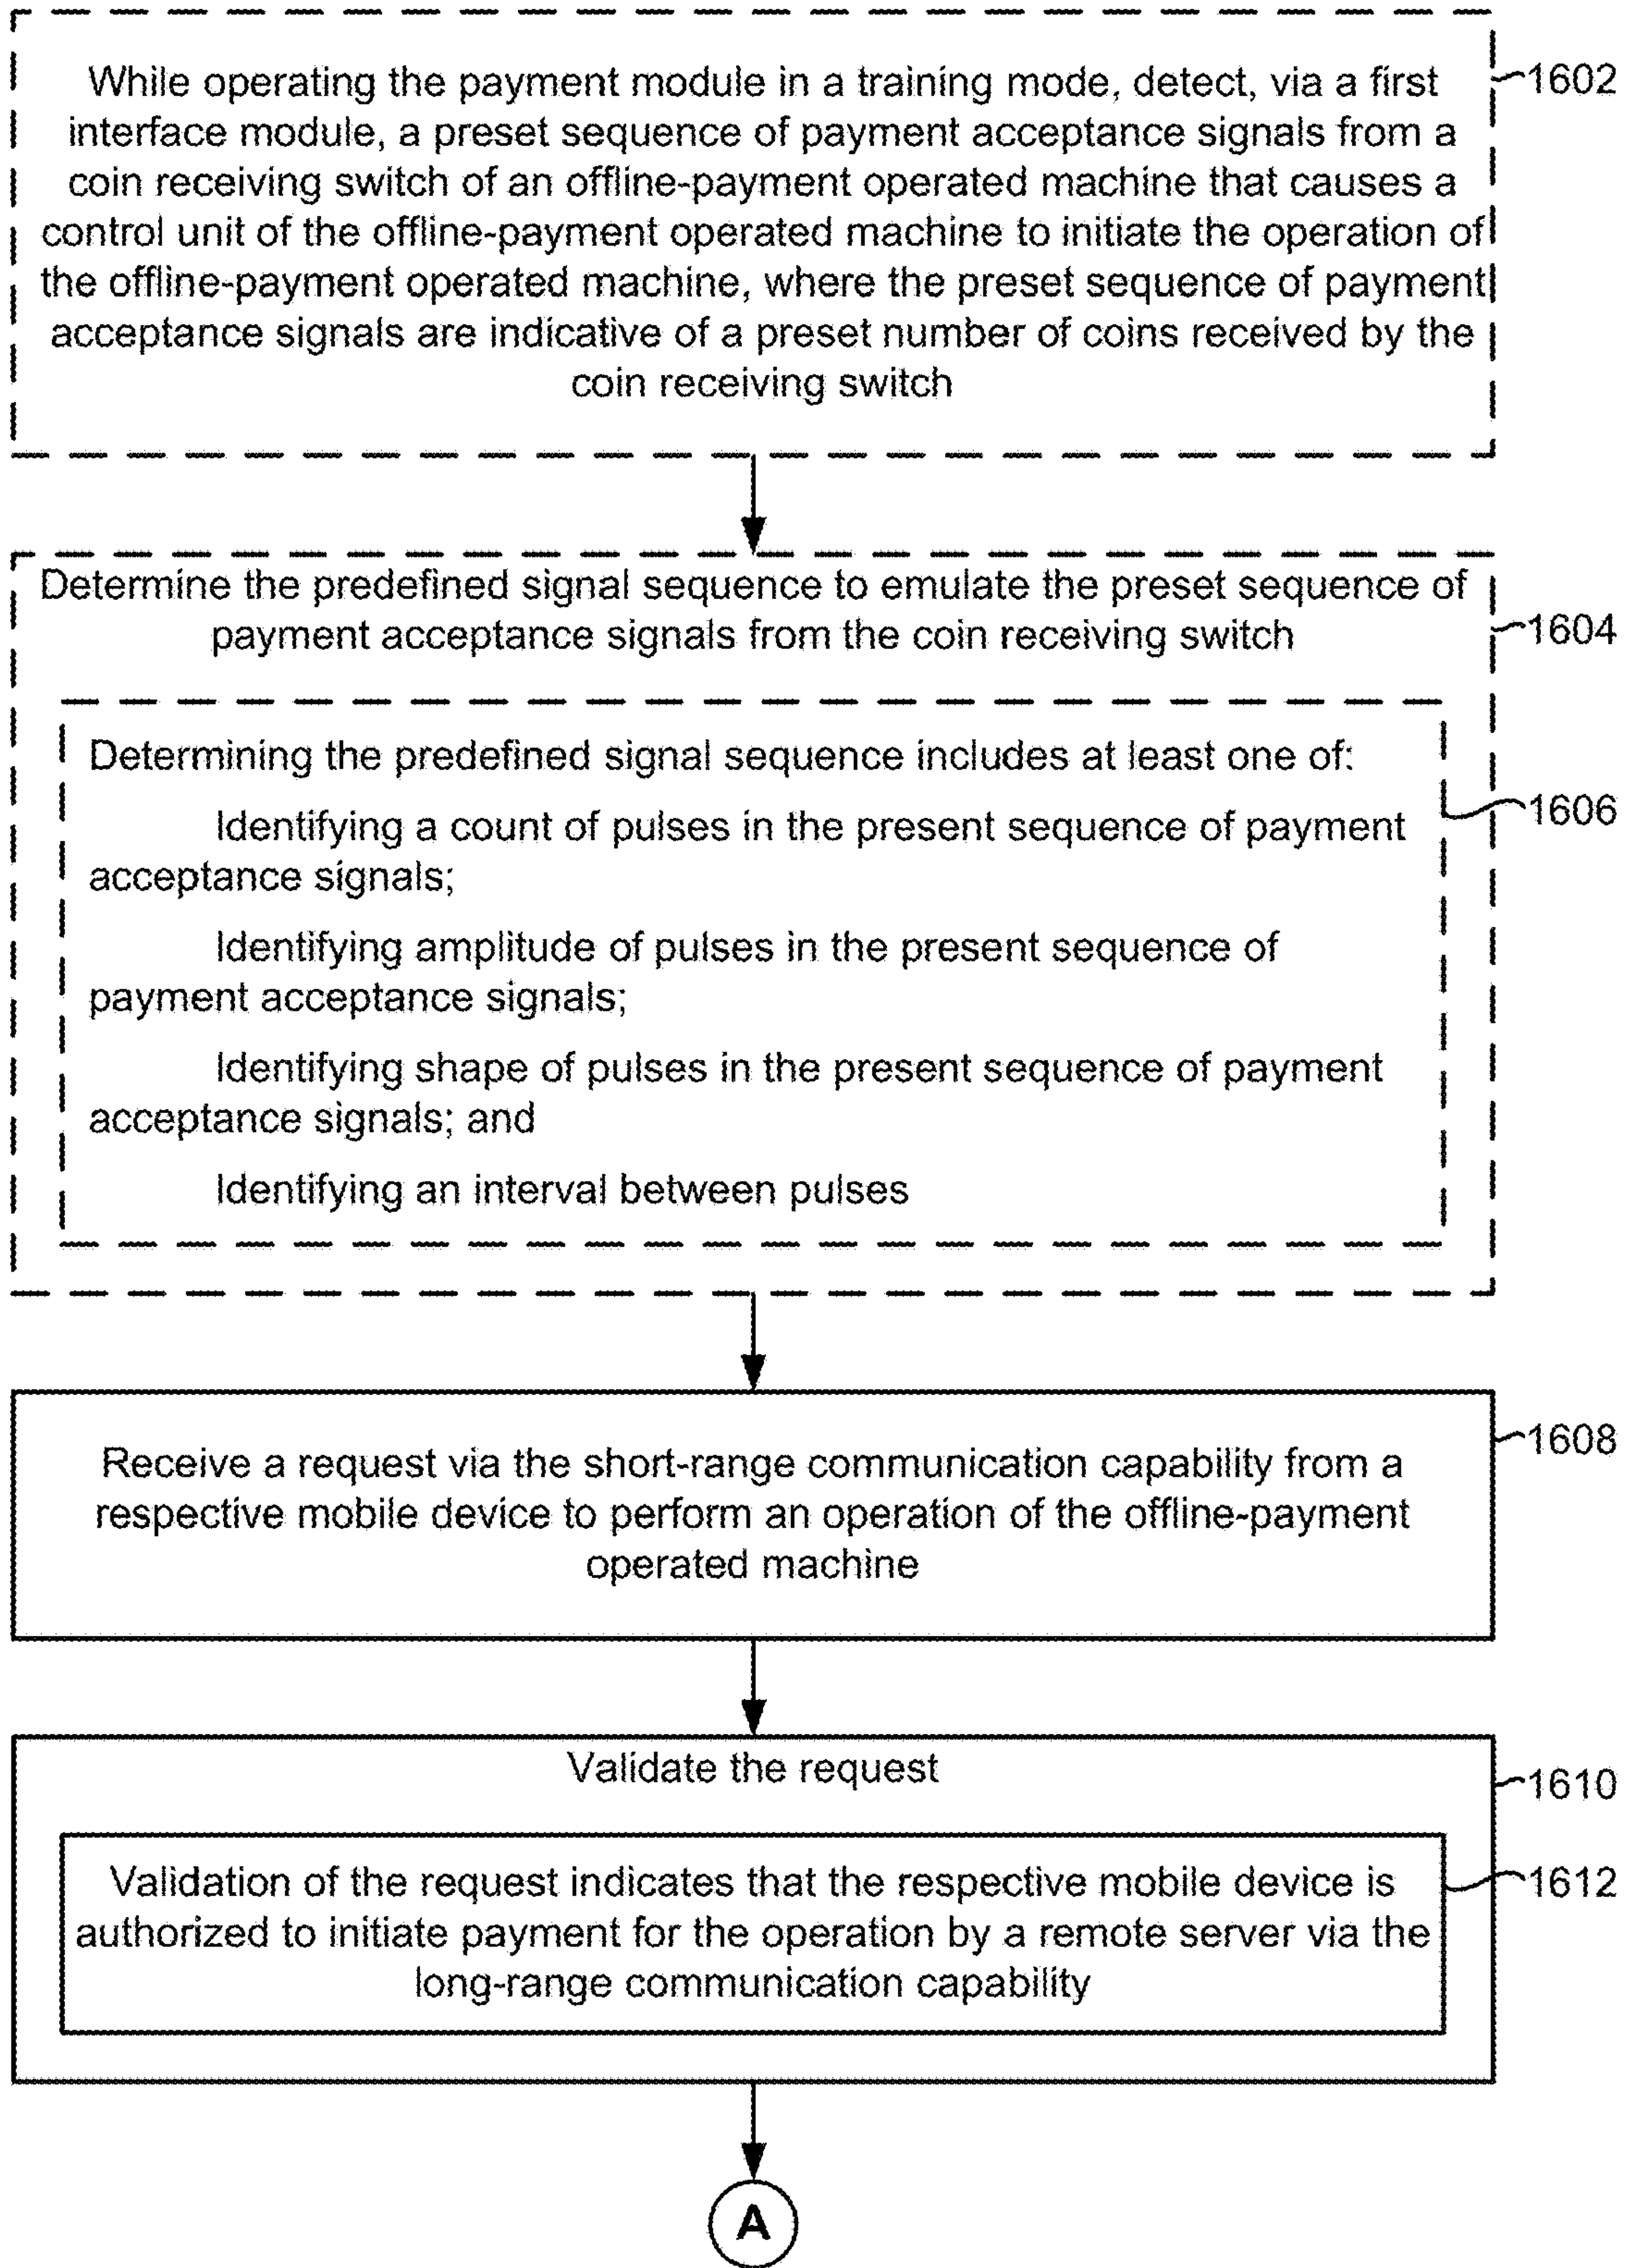 While operating the payment module in a training mode, detect, via a first
interface module, a preset sequence of payment acceptance signals from a
coin receiving switch of an offline-payment operated machine that causes a
control unit of the offline-payment operated machine to initiate the operation of
the offline-payment operated machine, where the preset sequence of payment
acceptance signals are indicative of a preset number of coins received by the
coin receiving switch
1602
Determine the predefined signal sequence to emulate the preset sequence of
payment acceptance signals from the coin receiving switch
1604
Determining the predefined signal sequence includes at least one of:
Identifying a count of pulses in the present sequence of payment
acceptance signals;
Identifying amplitude of pulses in the present sequence of
payment acceptance signals;
Identifying shape of pulses in the present sequence of payment
acceptance signals; and
Identifying an interval between pulses
1606
Receive a request via the short-range communication capability from a
respective mobile device to perform an operation of the offline-payment
operated machine
1608
Validate the request
1610
Validation of the request indicates that the respective mobile device is
authorized to initiate payment for the operation by a remote server via the
long-range communication capability
1612
A